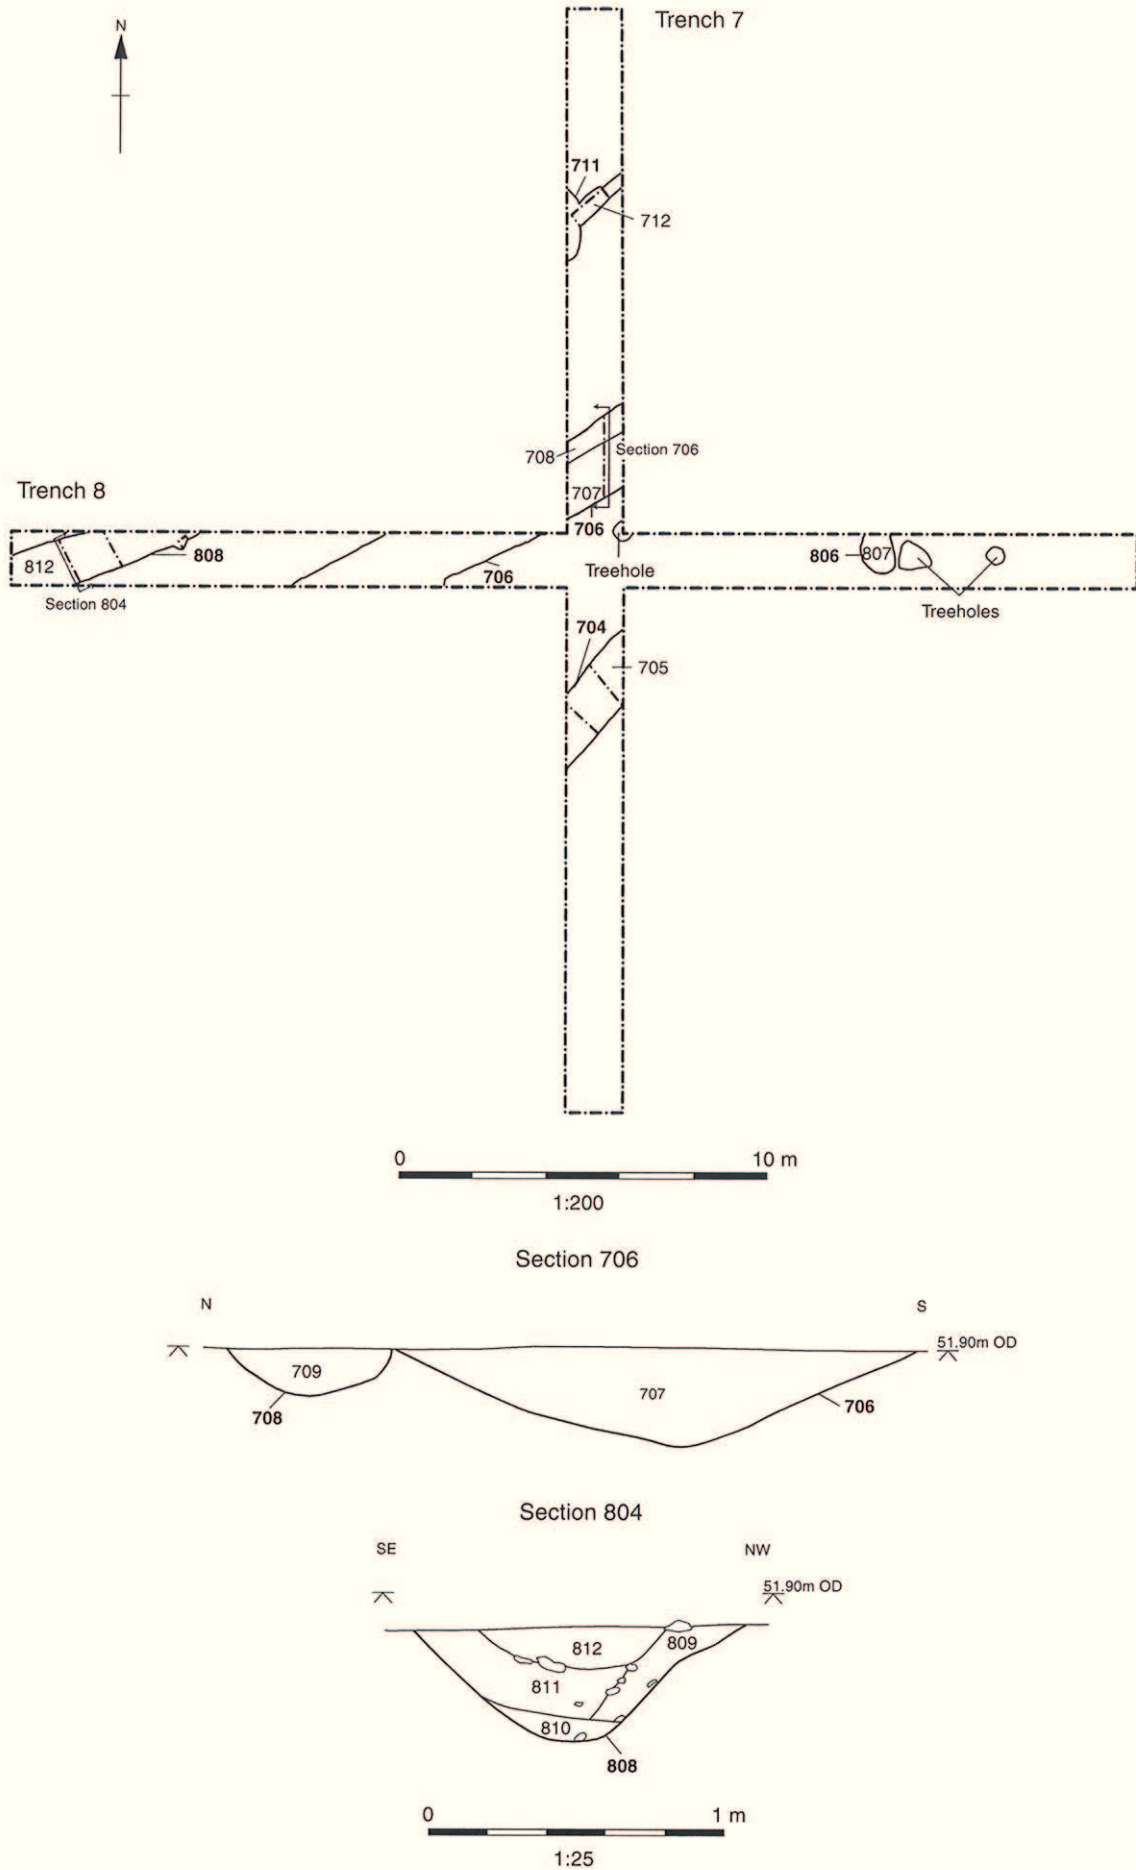 N
Trench 7
711
712
708
Section 706
707
Trench 8
706
812
808
706
Treehole
806
807
Section 804
Treeholes
704
705
0 10 m
1:200
Section 706
N S
51.90m OD
709
707
708
706
Section 804
SE NW
51.90m OD
812
809
811
810
808
0 1 m
1:25